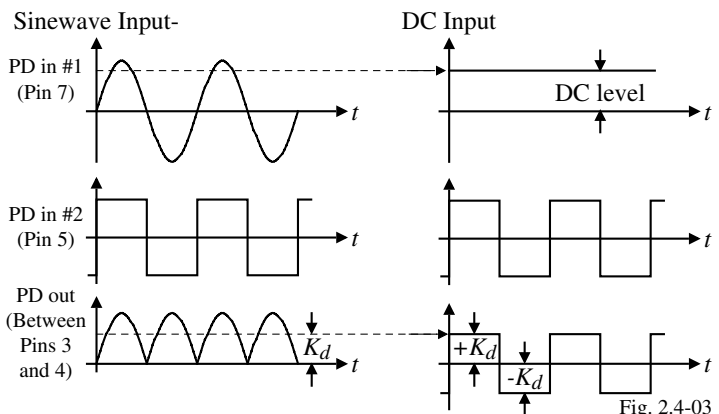 Sinewave Input-
DC Input
PD in #1
(Pin 7)
t
DC level
t
PD in #2
(Pin 5)
t
t
PD out
(Between
Pins 3
and 4)
K_d
t
+K_d
-K_d
t
Fig. 2.4-03